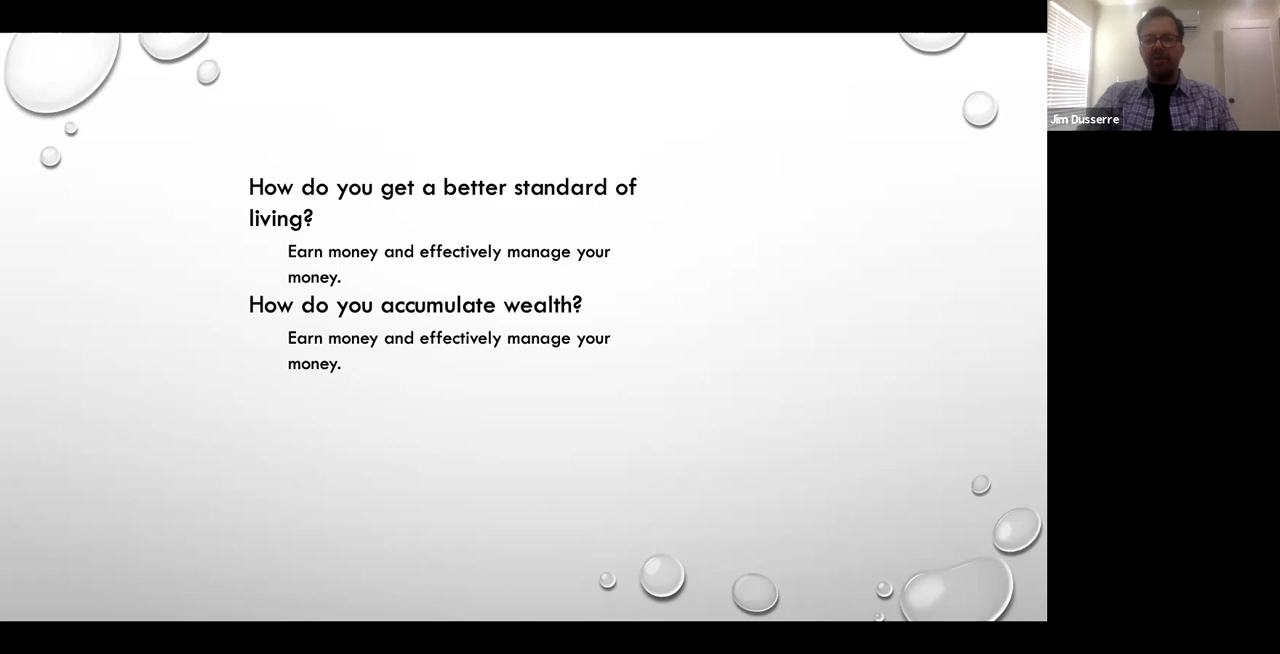 How do you get a better standard of
living?
Earn money and effectively manage your
money.
How do you accumulate wealth?
Earn money and effectively manage your
money.
Jim Dusserre